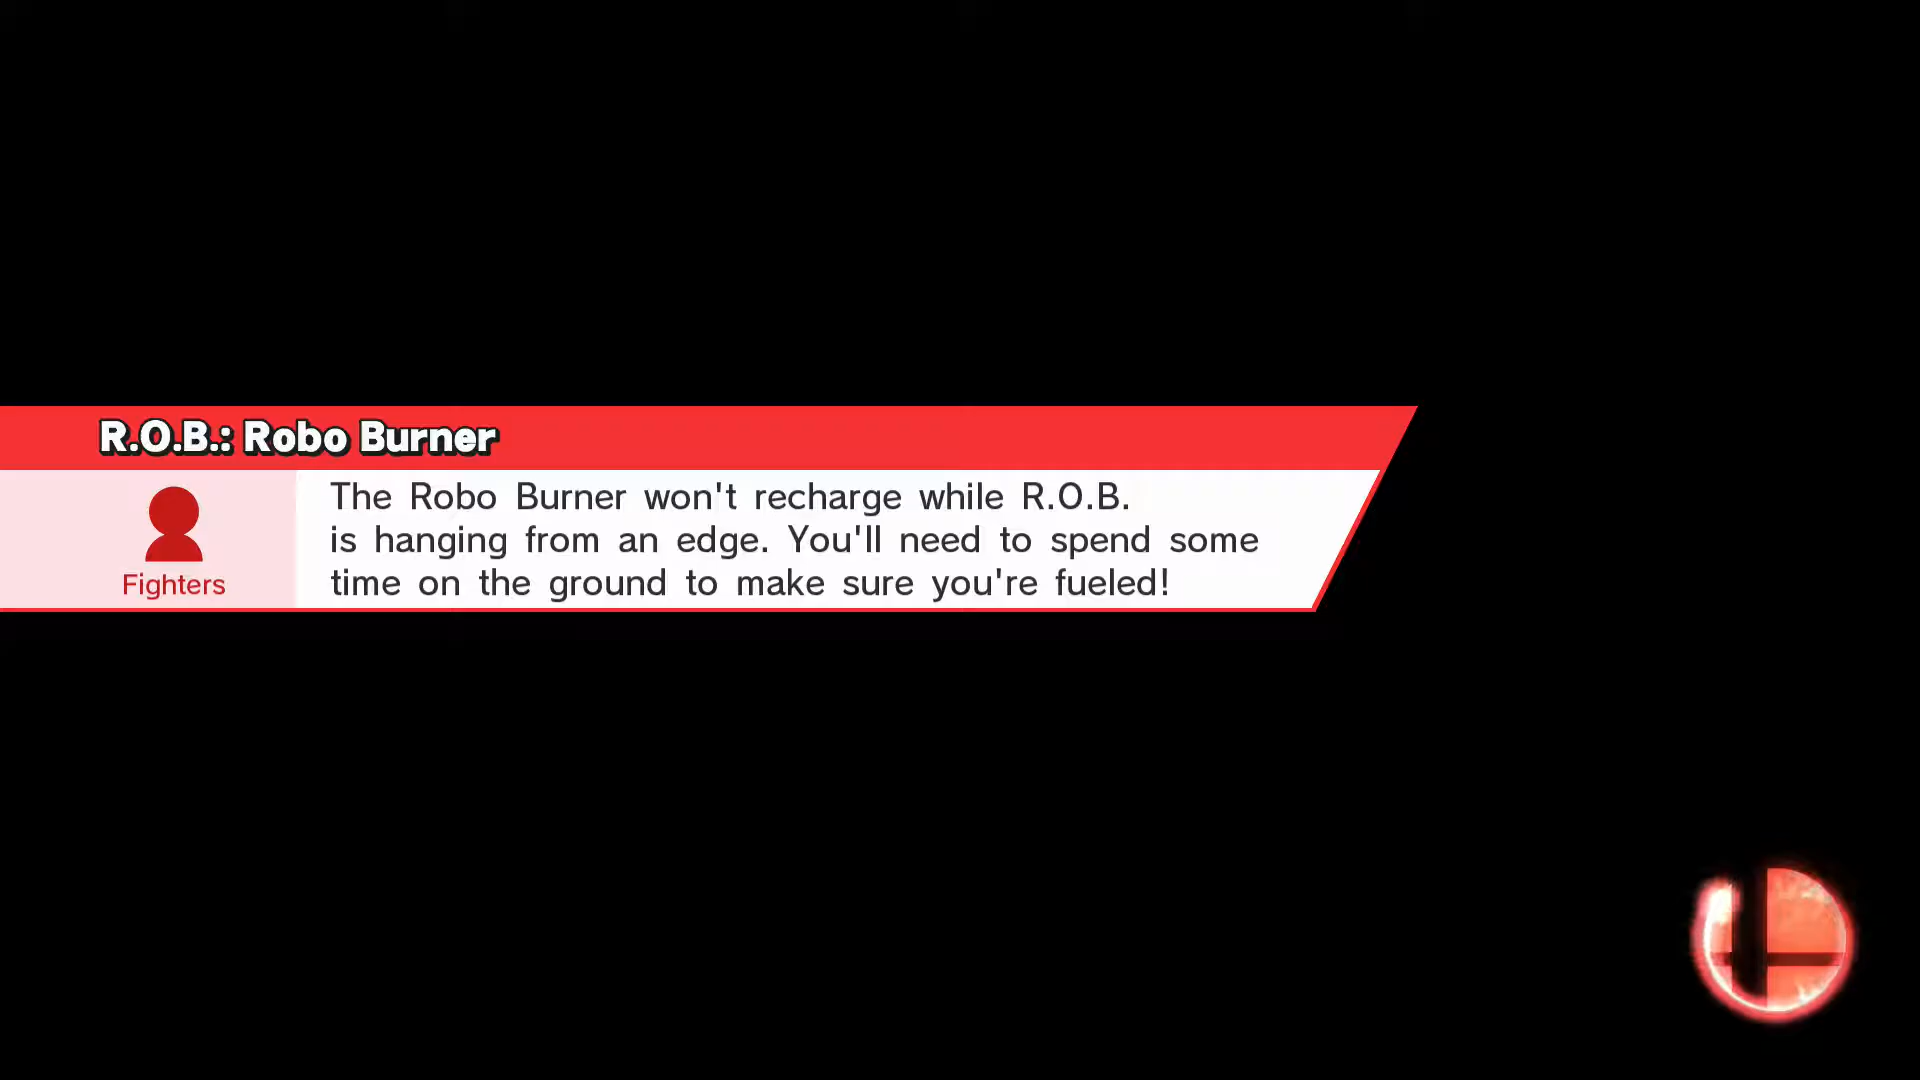 R.O.B.: Robo Burner
The Robo Burner won't recharge while R.O.B.
is hanging from an edge. You'll need to spend some
time on the ground to make sure you're fueled!
Fighters